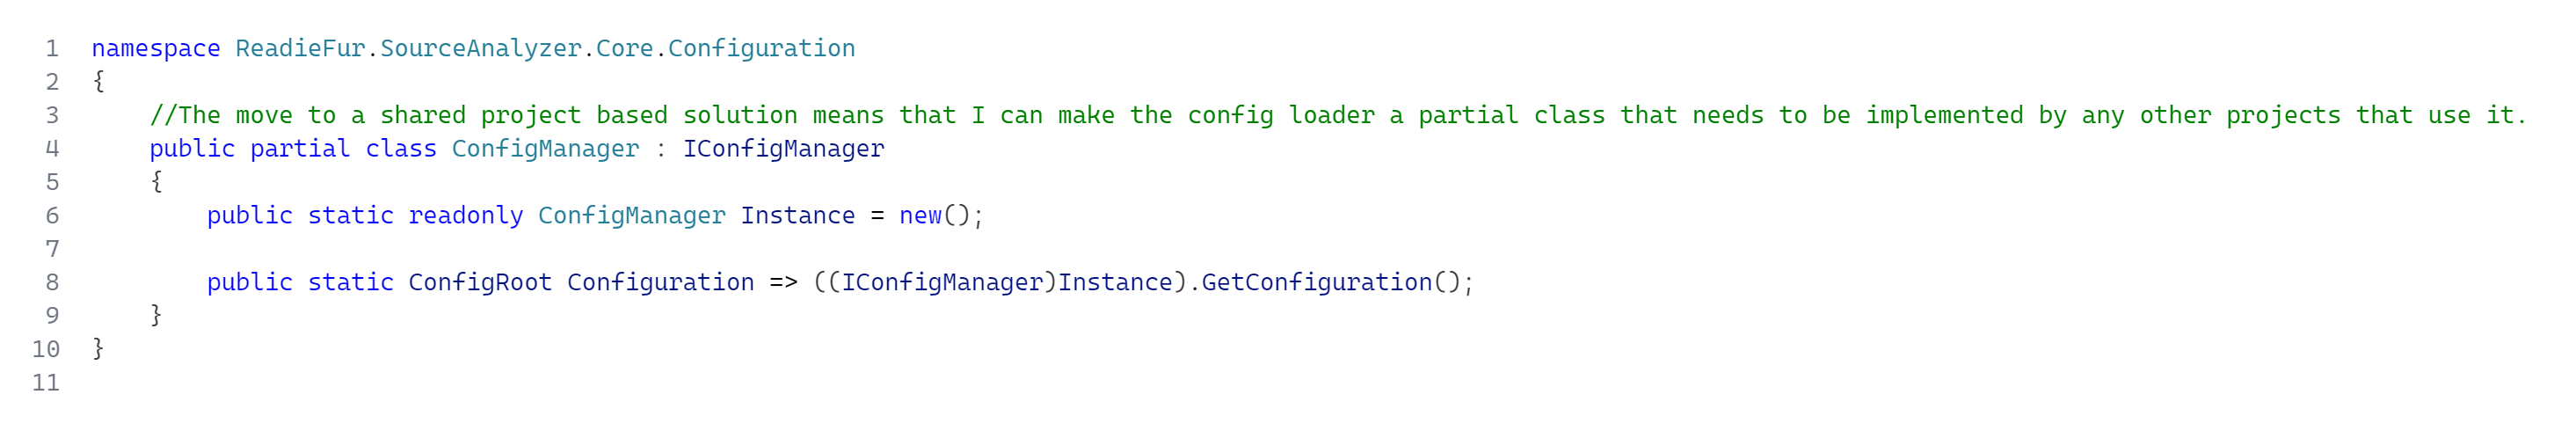 1 namespace ReadieFur.SourceAnalyzer.Core.Configuration
2 {
3     //The move to a shared project based solution means that I can make the config loader a partial class that needs to be implemented by any other projects that use it.
4     public partial class ConfigManager : IConfigManager
5     {
6         public static readonly ConfigManager Instance = new();
7
8         public static ConfigRoot Configuration => ((IConfigManager)Instance).GetConfiguration();
9     }
10 }
11